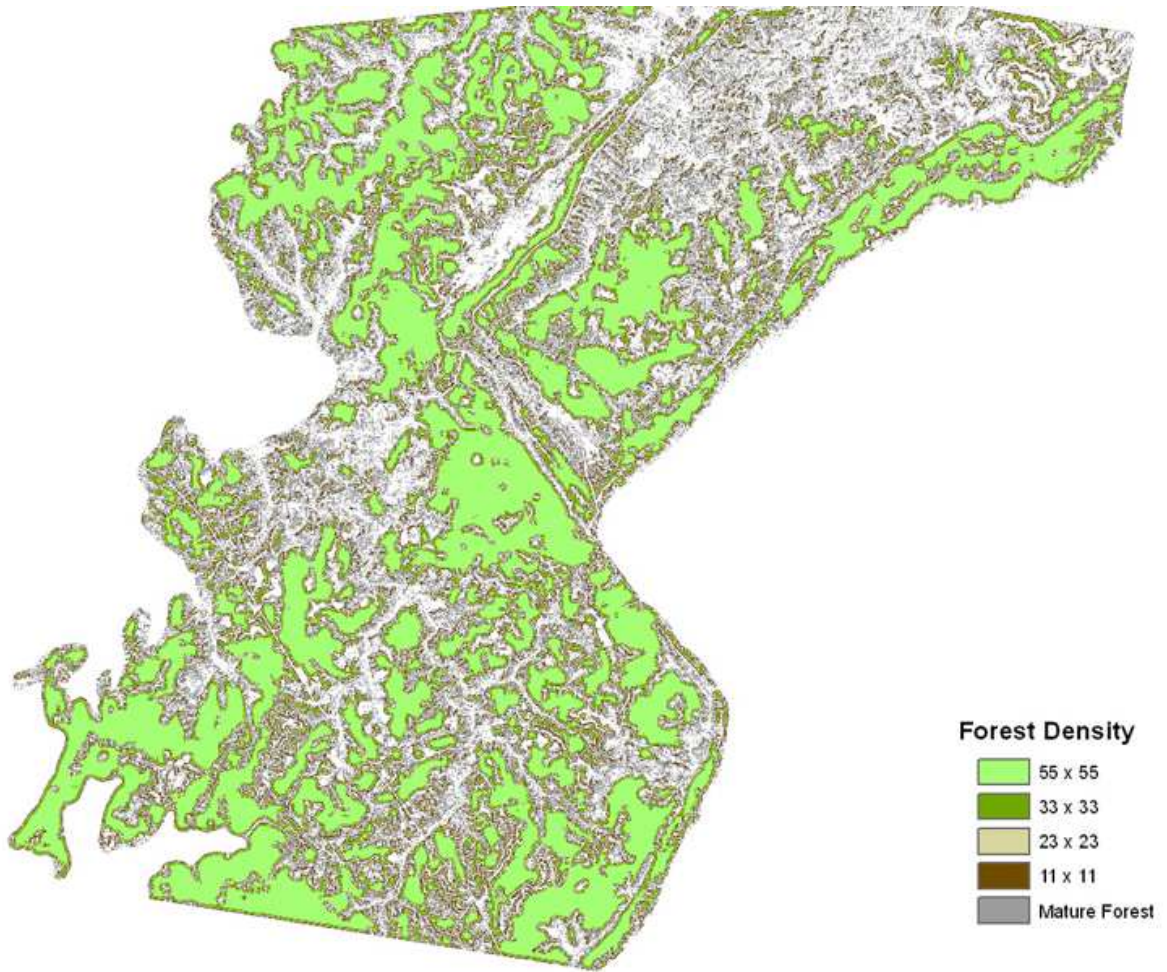 Forest Density
55 x 55
33 x 33
23 x 23
11 x 11
Mature Forest